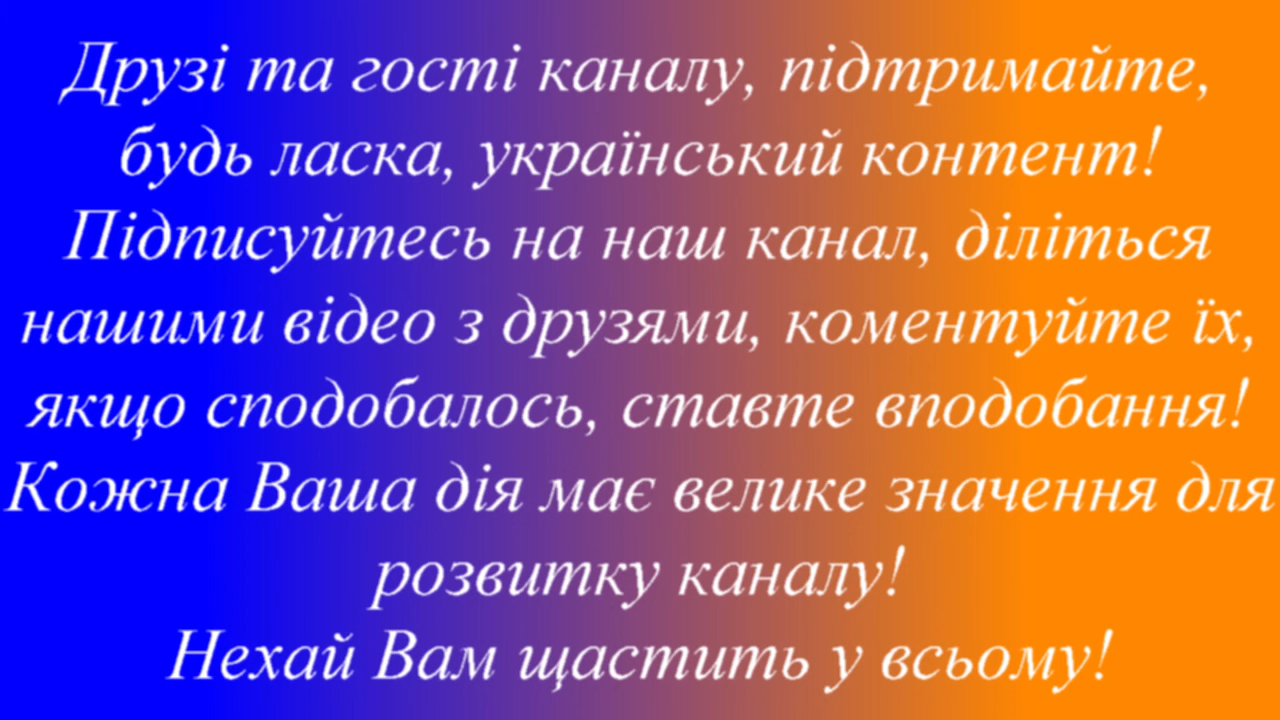 Друзі та гості каналу, підтримайте,
будь ласка, український контент!
Підписуйтесь на наш канал, діліться
нашими відео з друзями, коментуйте їх,
якщо сподобалось, ставте вподобання!
Кожна Ваша дія має велике значення для
розвитку каналу!
Нехай Вам щастить у всьому!